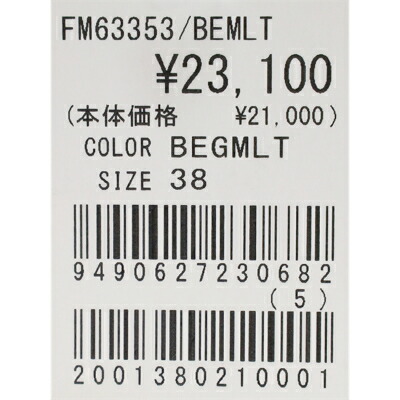 FM63353/BEMLT
¥23,100
(本体価格 ¥21,000)
COLOR BEGMLT
SIZE 38
9490627230682
(5)
2001380210001